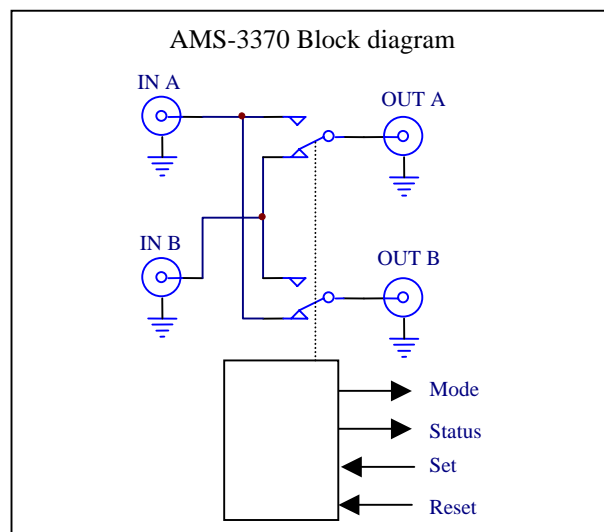 AMS-3370 Block diagram
IN A
OUT A
IN B
OUT B
Mode
Status
Set
Reset